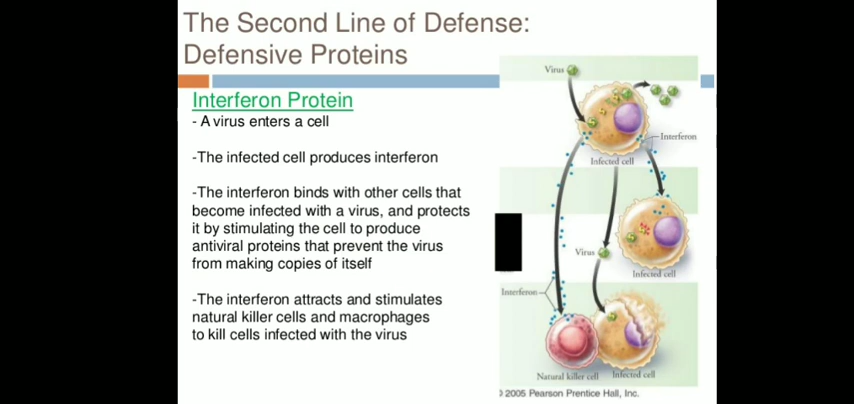 The Second Line of Defense:
Defensive Proteins
Interferon Protein
- A virus enters a cell
-The infected cell produces interferon
-The interferon binds with other cells that
become infected with a virus, and protects
it by stimulating the cell to produce
antiviral proteins that prevent the virus
from making copies of itself
-The interferon attracts and stimulates
natural killer cells and macrophages
to kill cells infected with the virus
Virus
Interferon
Infected cell
Virus
Infected cell
Interferon
Natural killer cell
Infected cell
2005 Pearson Prentice Hall, Inc.